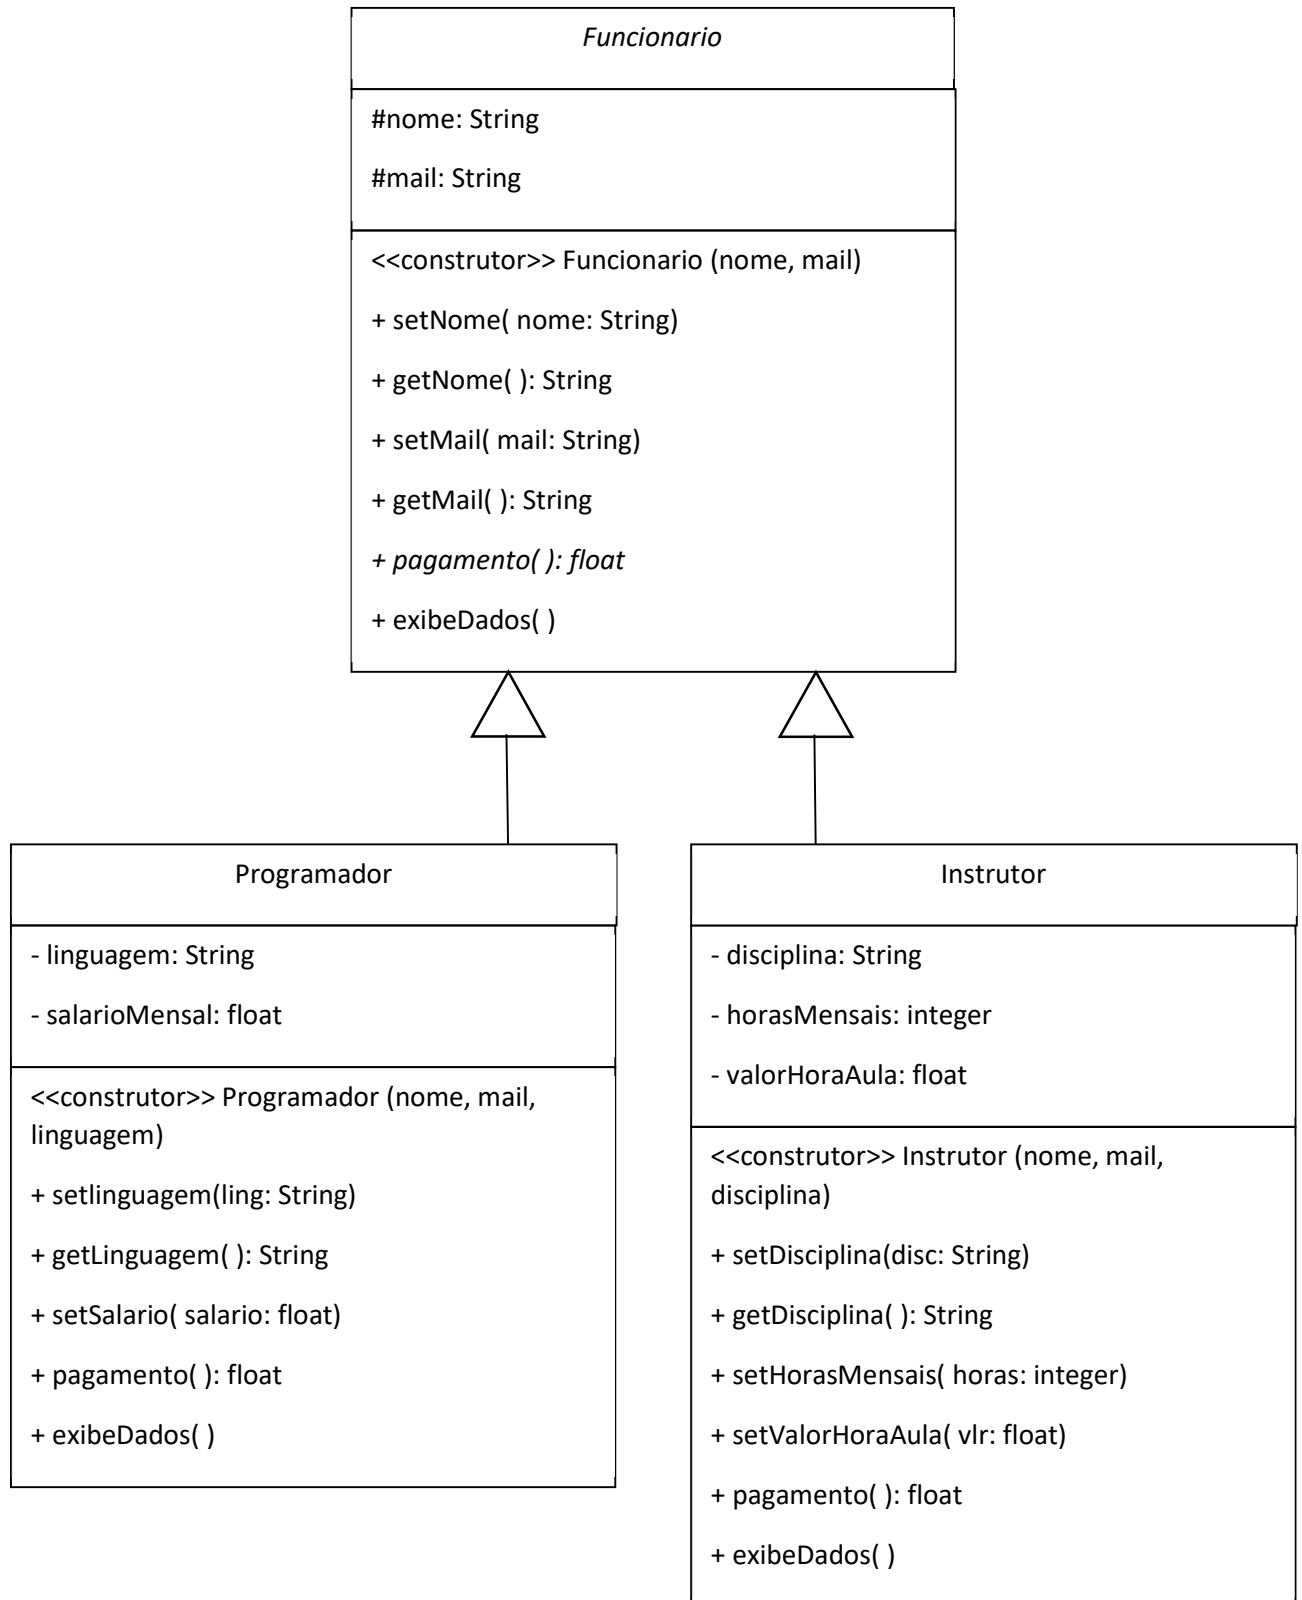 Funcionario
#nome: String
#mail: String
<<construtor>> Funcionario (nome, mail)
+ setNome( nome: String)
+ getNome( ): String
+ setMail( mail: String)
+ getMail( ): String
+ pagamento( ): float
+ exibeDados( )
Programador
- linguagem: String
- salarioMensal: float
<<construtor>> Programador (nome, mail,
linguagem)
+ setlinguagem(ling: String)
+ getLinguagem( ): String
+ setSalario( salario: float)
+ pagamento( ): float
+ exibeDados( )
Instrutor
- disciplina: String
- horasMensais: integer
- valorHoraAula: float
<<construtor>> Instrutor (nome, mail,
disciplina)
+ setDisciplina(disc: String)
+ getDisciplina( ): String
+ setHorasMensais( horas: integer)
+ setValorHoraAula( vlr: float)
+ pagamento( ): float
+ exibeDados( )